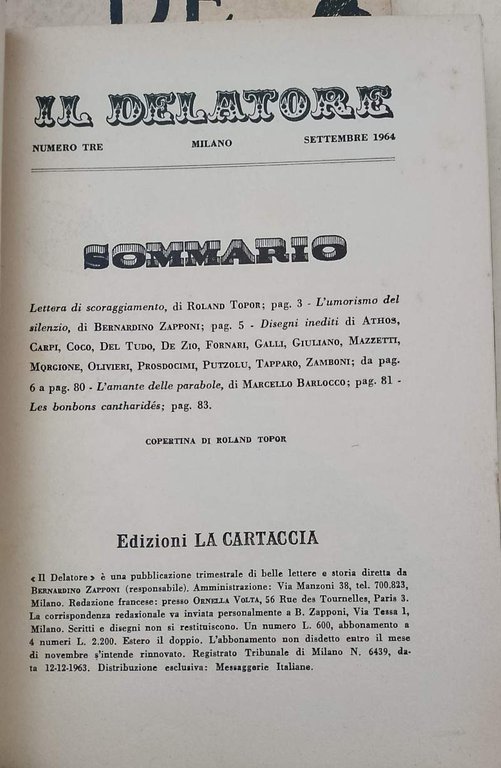 DE
IL DELATORE
NUMERO TRE MILANO SETTEMBRE 1964
SOMMARIO
Lettera di scoraggiamento, di ROLAND TOPOR; pag. 3 - L'umorismo del
silenzio, di BERNARDINO ZAPPONI; pag. 5 - Disegni inediti di ATHOS,
CARPI, COCO, DEL TUDO, DE ZIO, FORNARI, GALLI, GIULIANO, MAZZETTI,
MORGIONE, OLIVIERI, PROSDOCIMI, PUTZOLU, TAPPARO, ZAMBONI; da pag.
6 a pag. 80 - L'amante delle parabole, di MARCELLO BARLOCCO; pag. 81 -
Les bonbons cantharidés; pag. 83.
COPERTINA DI ROLAND TOPOR
Edizioni LA CARTACCIA
« Il Delatore » è una pubblicazione trimestrale di belle lettere e storia diretta da
BERNARDINO ZAPPONI (responsabile). Amministrazione: Via Manzoni 38, tel. 700.823,
Milano. Redazione francese: presso ORNELLA VOLTA, 56 Rue des Tournelles, Paris 3.
La corrispondenza redazionale va inviata personalmente a B. Zapponi, Via Tessa 1,
Milano. Scritti e disegni non si restituiscono. Un numero L. 600, abbonamento a
4 numeri L. 2.200. Estero il doppio. L'abbonamento non disdetto entro il mese
di novembre s'intende rinnovato. Registrato Tribunale di Milano N. 6439, da-
ta 12-12-1963. Distribuzione esclusiva: Messaggerie Italiane.